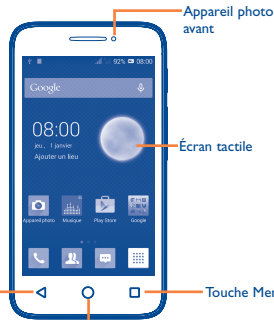 Appareil photo
avant
92% 08:00
Google
08:00
jeu., 1 janvier
Ajouter un lieu
Écran tactile
Appareil photo Musique Play Store Google
Touche Men